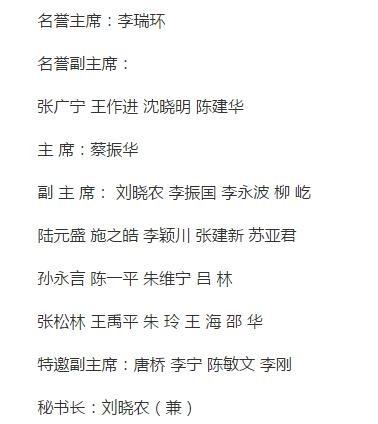 名誉主席：李瑞环
名誉副主席：
张广宁 王作进 沈晓明 陈建华
主 席：蔡振华
副 主 席： 刘晓农 李振国 李永波 柳 屹
陆元盛 施之皓 李颖川 张建新 苏亚君
孙永言 陈一平 朱维宁 吕 林
张松林 王禹平 朱 玲 王 海 邵 华
特邀副主席：唐桥 李宁 陈敏文 李刚
秘书长：刘晓农（兼）